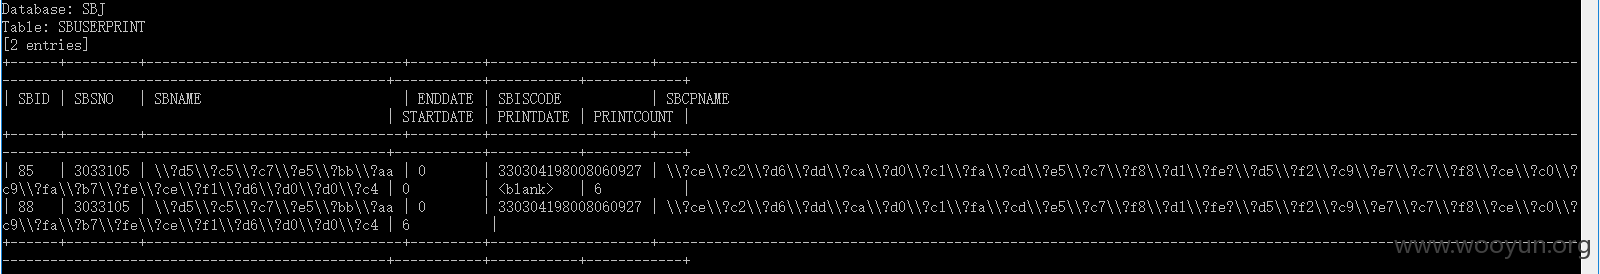 Database: SBJ
Table: SBUSERPRINT
[2 entries]
| SBID | SBSNO | SBNAME | ENDDATE | SBISCODE | SBCPNAME
| STARTDATE | PRINTDATE | PRINTCOUNT |
| 85 | 3033105 | \\?d5\\?c5\\?c7\\?e5\\?bb\\?aa | 0 | 330304198008060927 | \\?ce\\?c2\\?d6\\?dd\\?ca\\?d0\\?c1\\?fa\\?cd\\?e5\\?c7\\?f8\\?d1\\?fe\\?d5\\?f2\\?c9\\?e7\\?c7\\?f8\\?ce\\?c0\\?
c9\\?fa\\?b7\\?fe\\?ce\\?f1\\?d6\\?d0\\?d0\\?c4 | 0 | <blank> | 6 |
| 88 | 3033105 | \\?d5\\?c5\\?c7\\?e5\\?bb\\?aa | 0 | 330304198008060927 | \\?ce\\?c2\\?d6\\?dd\\?ca\\?d0\\?c1\\?fa\\?cd\\?e5\\?c7\\?f8\\?d1\\?fe\\?d5\\?f2\\?c9\\?e7\\?c7\\?f8\\?ce\\?c0\\?
c9\\?fa\\?b7\\?fe\\?ce\\?f1\\?d6\\?d0\\?d0\\?c4 | 6 |
www.wooyun.org